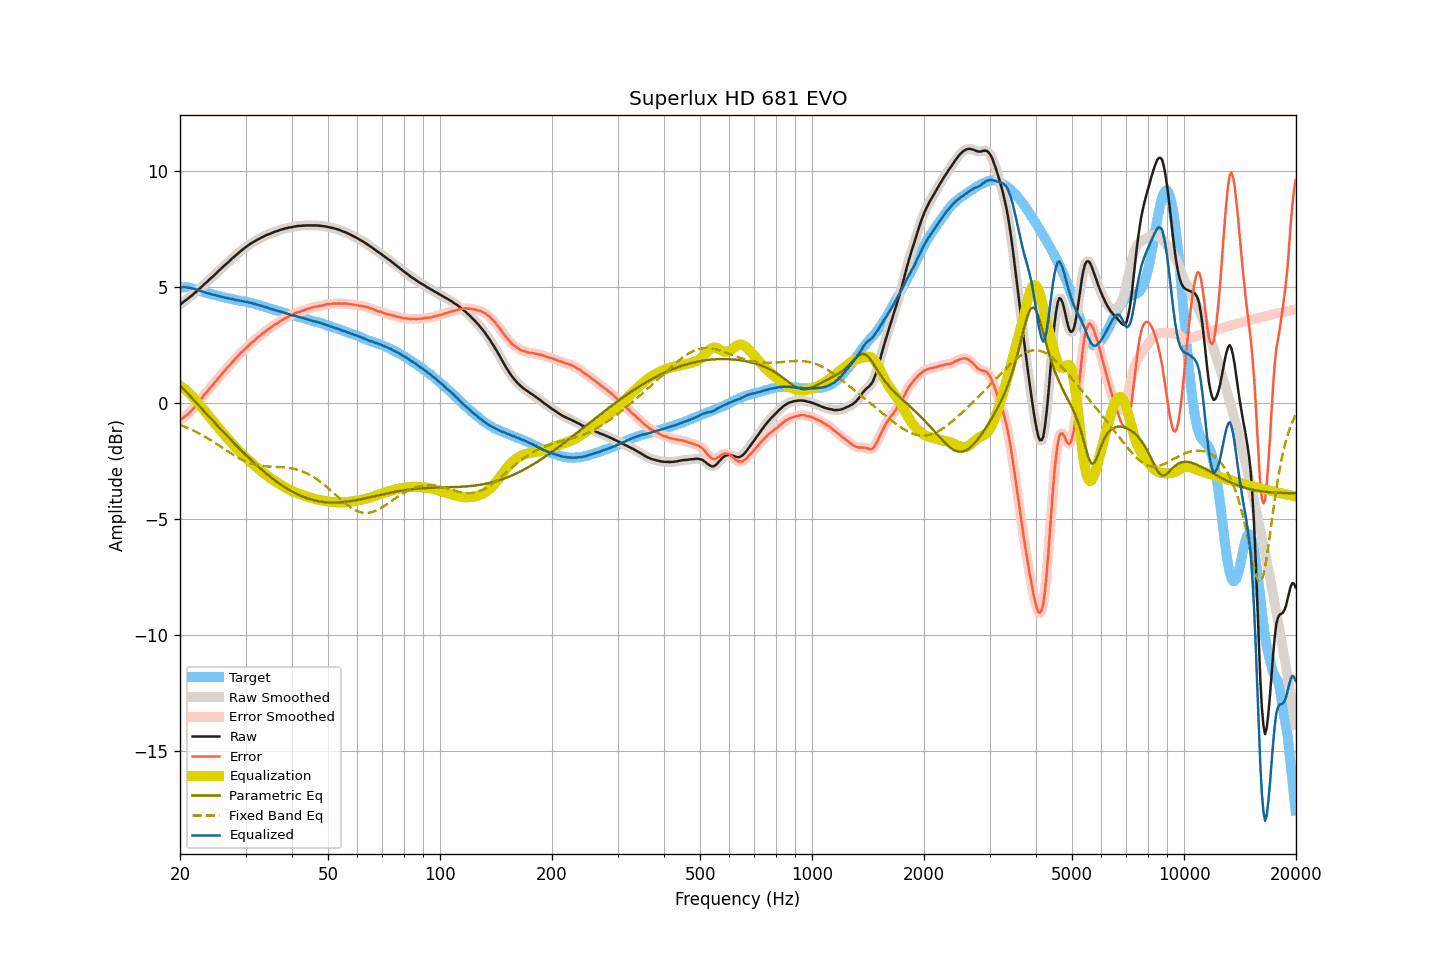 Superlux HD 681 EVO
Amplitude (dBr)
10
5
0
−5
−10
−15
Target
Raw Smoothed
Error Smoothed
Raw
Error
Equalization
Parametric Eq
Fixed Band Eq
Equalized
20 50 100 200 500 1000 2000 5000 10000 20000
Frequency (Hz)